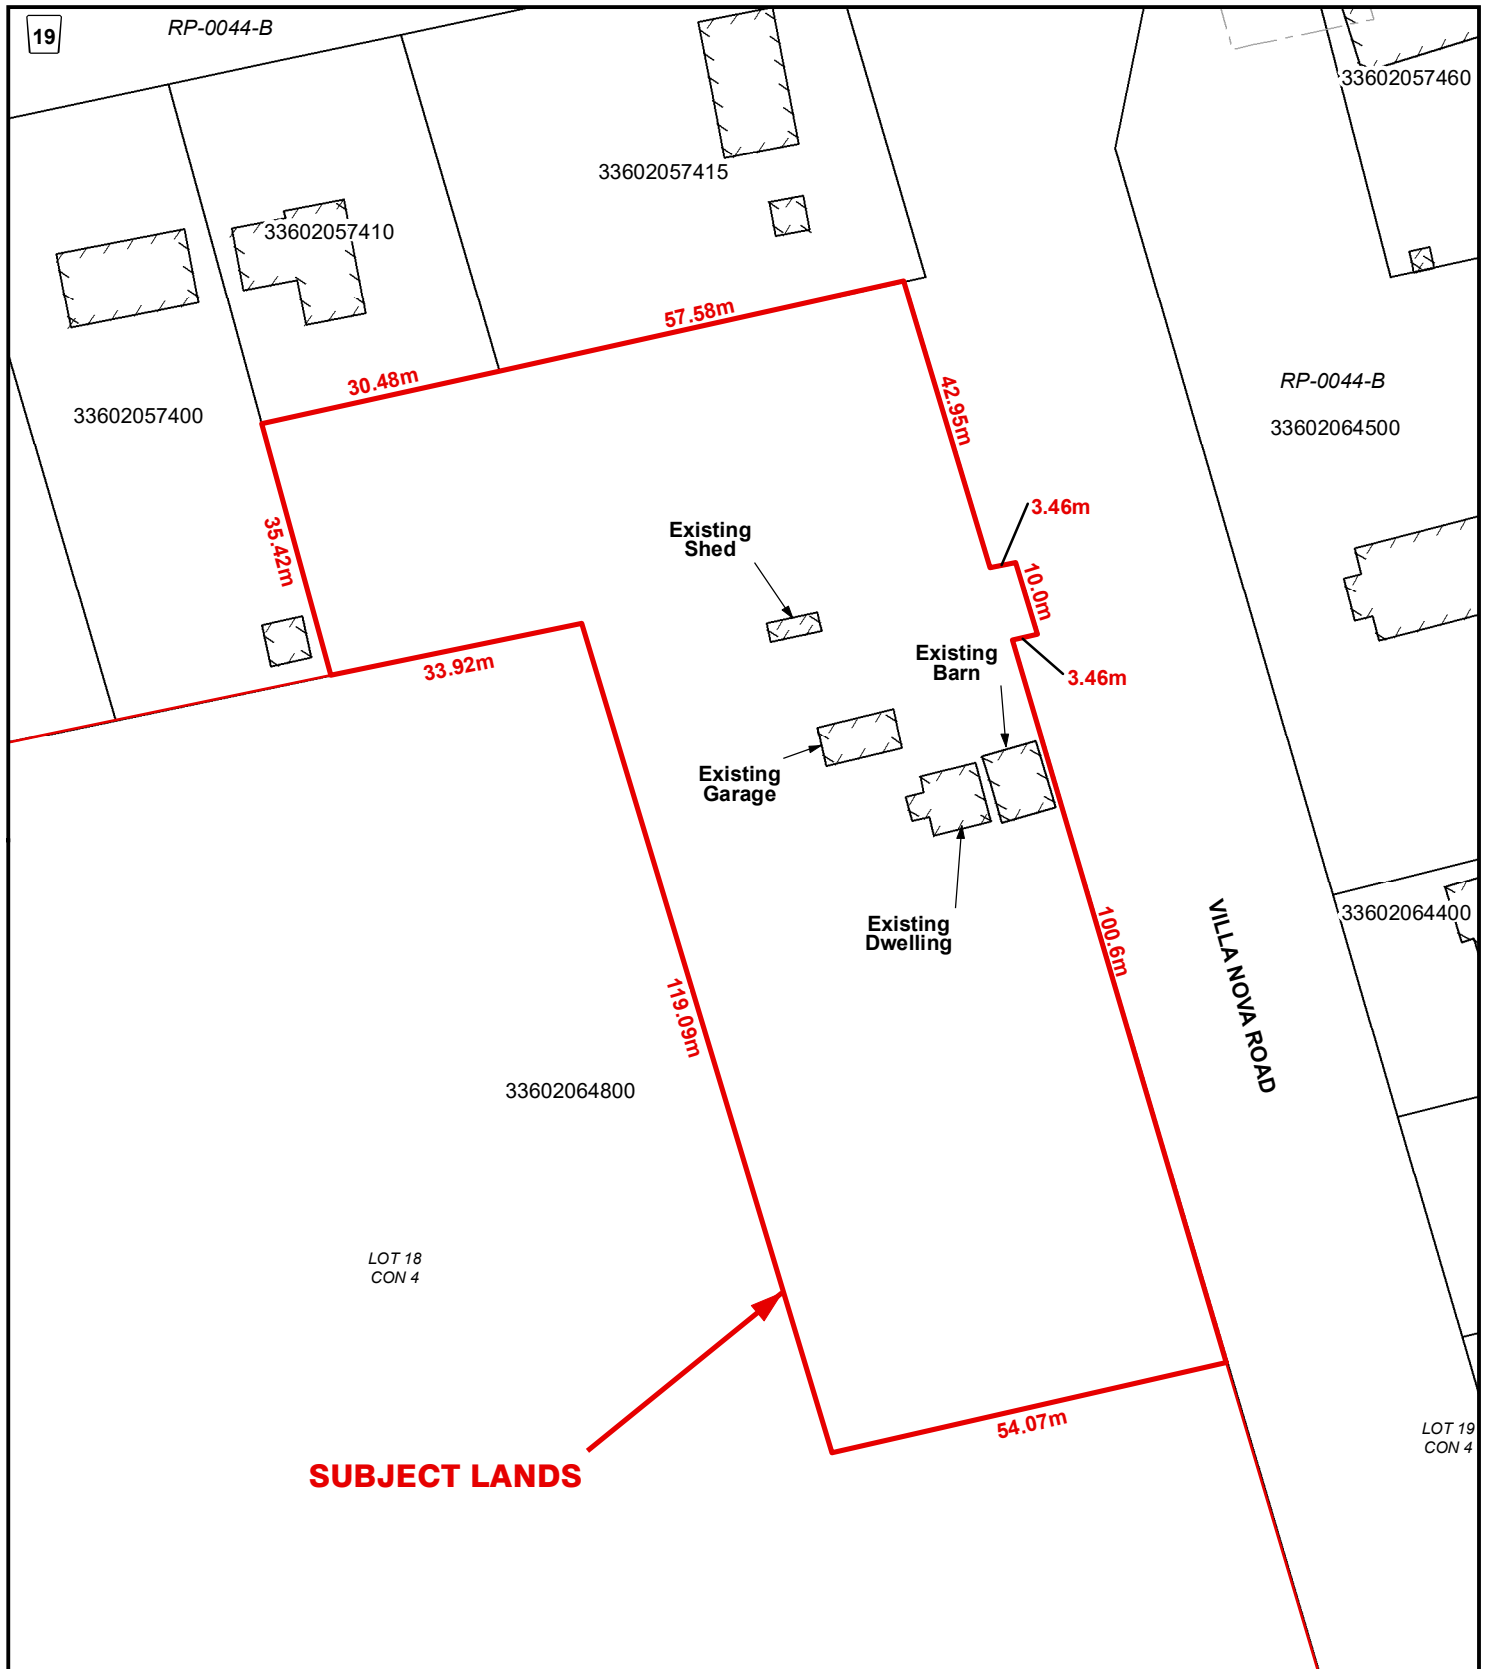 19
RP-0044-B
33602057460
33602057415
33602057410
57.58m
30.48m
42.95m
RP-0044-B
33602057400
33602064500
3.46m
35.42m
Existing
Shed
10.0m
Existing
Barn
33.92m
3.46m
Existing
Garage
Existing
Dwelling
100.6m
33602064400
VILLA NOVA ROAD
119.09m
33602064800
LOT 18
CON 4
54.07m
LOT 19
CON 4
SUBJECT LANDS